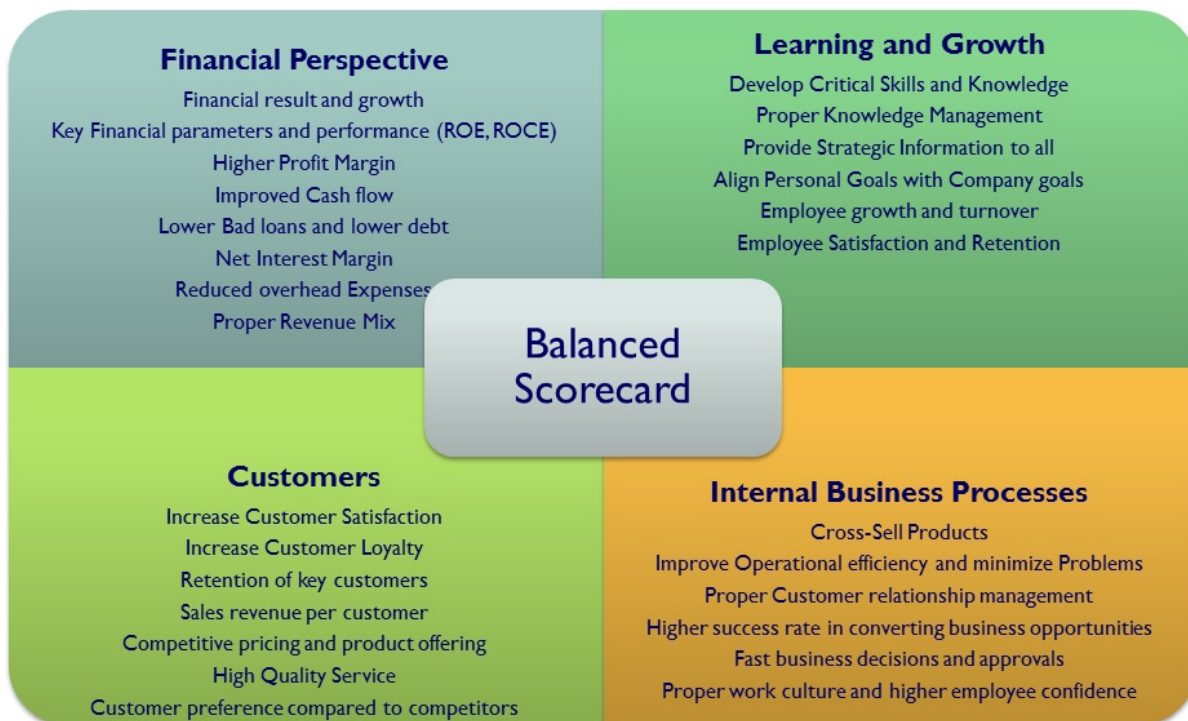 Financial Perspective
Financial result and growth
Key Financial parameters and performance (ROE, ROCE)
Higher Profit Margin
Improved Cash flow
Lower Bad loans and lower debt
Net Interest Margin
Reduced overhead Expenses
Proper Revenue Mix
Learning and Growth
Develop Critical Skills and Knowledge
Proper Knowledge Management
Provide Strategic Information to all
Align Personal Goals with Company goals
Employee growth and turnover
Employee Satisfaction and Retention
Balanced
Scorecard
Customers
Increase Customer Satisfaction
Increase Customer Loyalty
Retention of key customers
Sales revenue per customer
Competitive pricing and product offering
High Quality Service
Customer preference compared to competitors
Internal Business Processes
Cross-Sell Products
Improve Operational efficiency and minimize Problems
Proper Customer relationship management
Higher success rate in converting business opportunities
Fast business decisions and approvals
Proper work culture and higher employee confidence